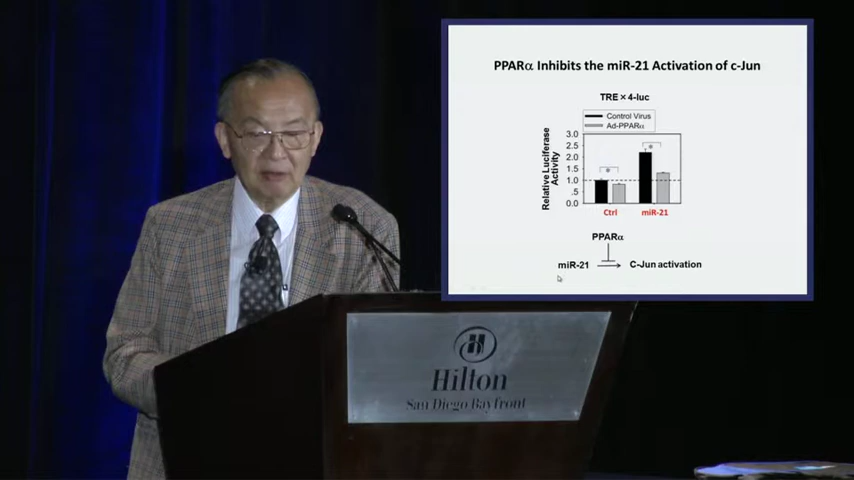 PPARα Inhibits the miR-21 Activation of c-Jun
TRE × 4-luc
Control Virus
Ad-PPARα
Relative Luciferase
Activity
3.0
2.5
2.0
1.5
1.0
.5
0.0
*
*
Ctrl
miR-21
PPARα
miR-21
C-Jun activation
Hilton
San Diego Bayfront